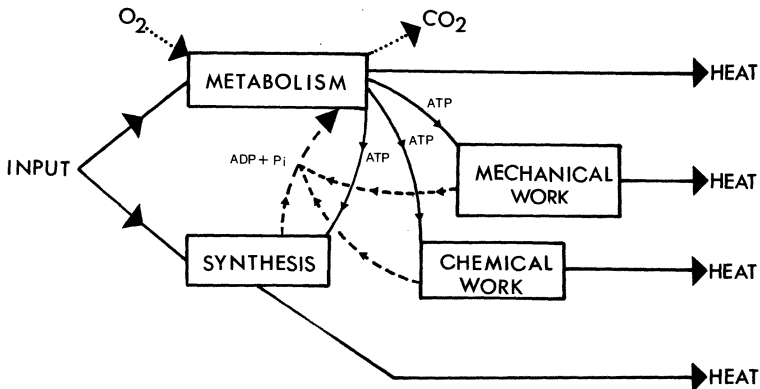 O2
CO2
METABOLISM
HEAT
ATP
ATP
ATP
ADP + Pi
INPUT
MECHANICAL
WORK
HEAT
SYNTHESIS
CHEMICAL
WORK
HEAT
HEAT